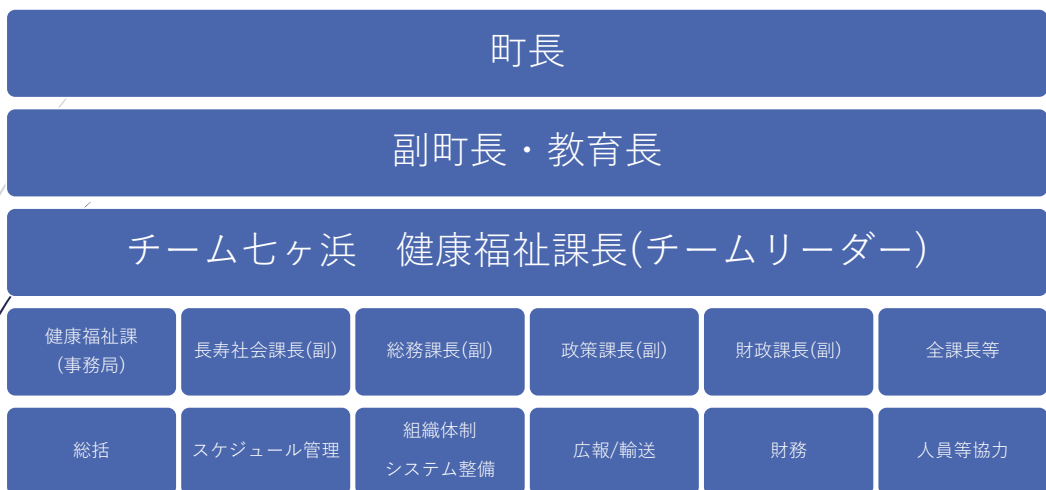 町長
副町長・教育長
チーム七ヶ浜　健康福祉課長(チームリーダー)
健康福祉課
(事務局)
長寿社会課長(副)
総務課長(副)
政策課長(副)
財政課長(副)
全課長等
総括
スケジュール管理
組織体制
システム整備
広報/輸送
財務
人員等協力